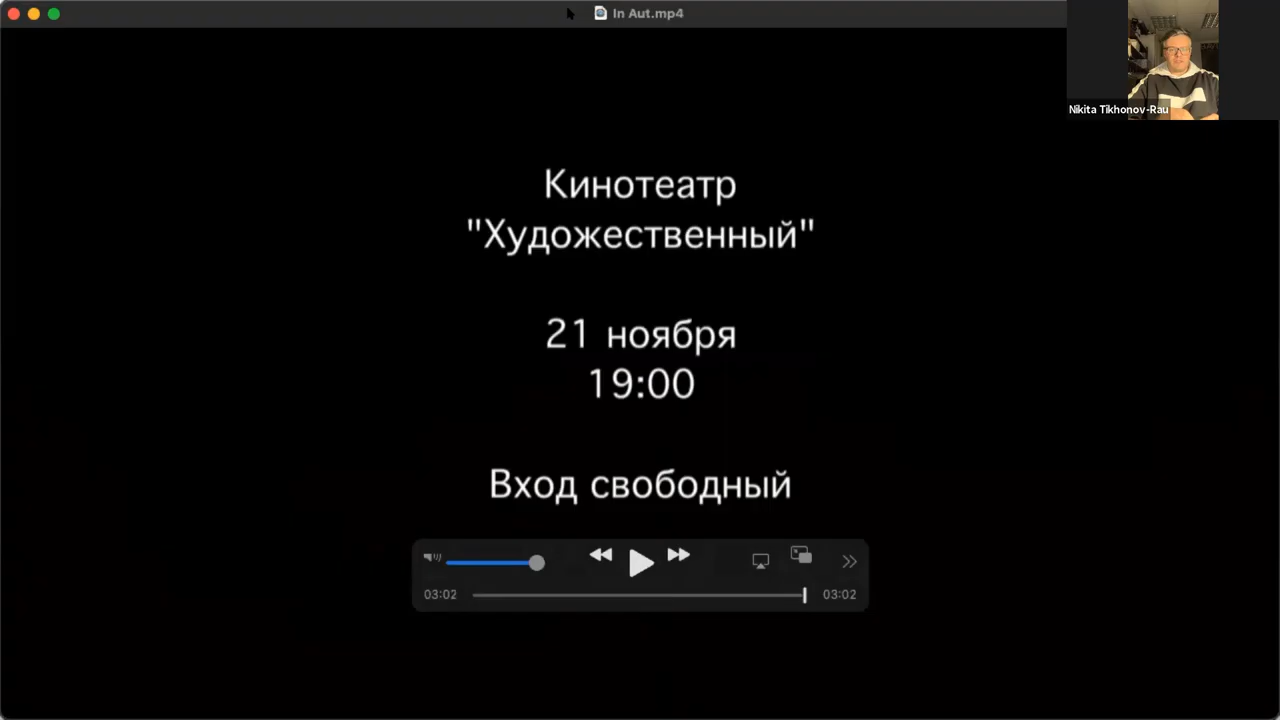 In Aut.mp4
Nikita Tikhonov-Rau
Кинотеатр
"Художественный"
21 ноября
19:00
Вход свободный
03:02
03:02